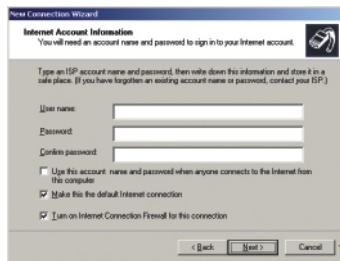 New Connection Wizard
Internet Account Information
You will need an account name and password to sign in to your Internet account.
Type an ISP account name and password, then write down this information and store it in a
safe place. (If you have forgotten an existing account name or password, contact your ISP.)
User name:
Password:
Confirm password:
Use this account name and password when anyone connects to the Internet from
this computer
Make this the default Internet connection
Turn on Internet Connection Firewall for this connection
< Back
Next >
Cancel